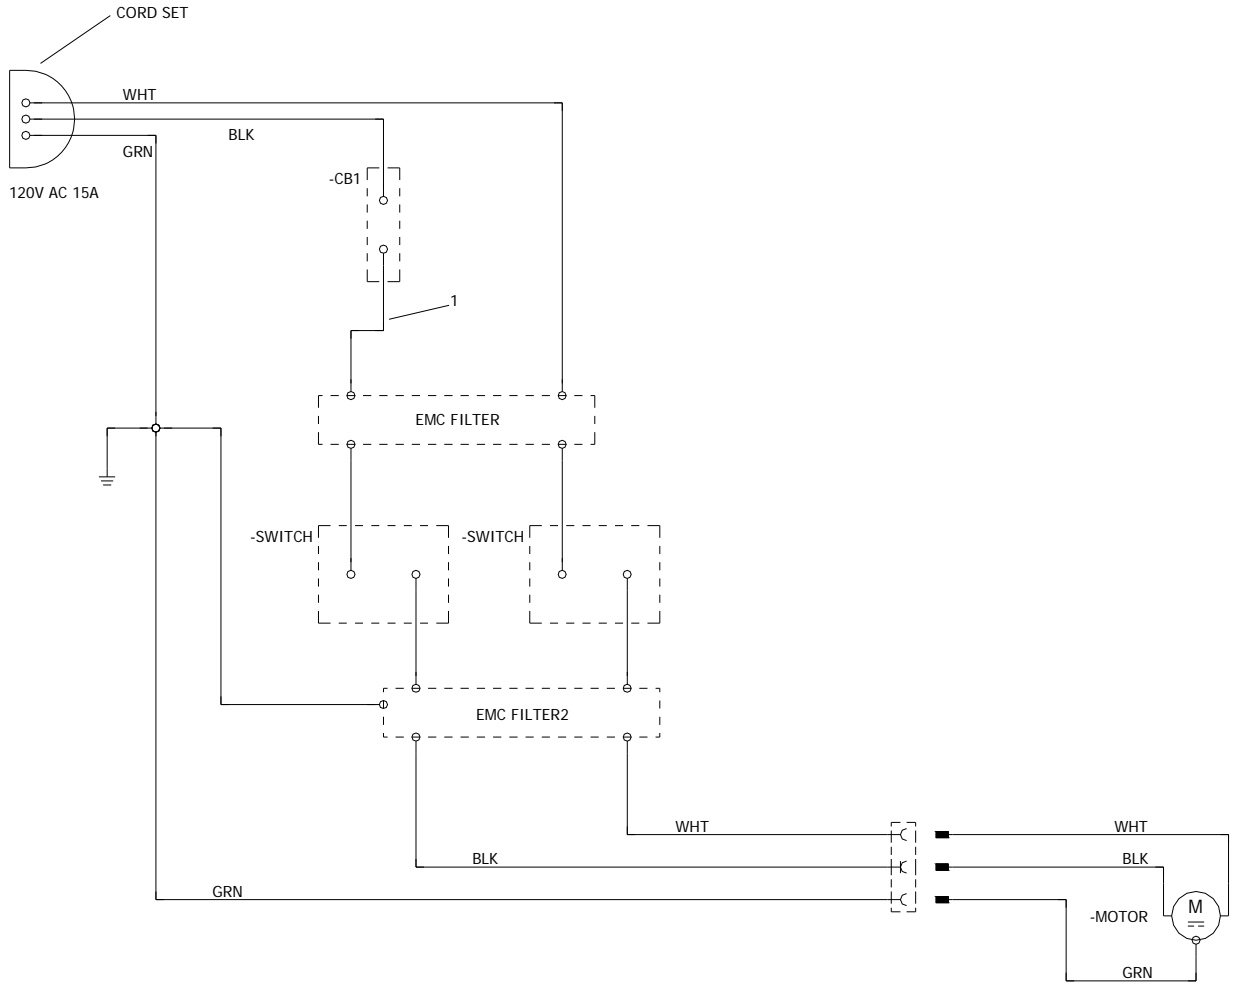 CORD SET
WHT
BLK
GRN
-CB1
120V AC 15A
1
EMC FILTER
-SWITCH
-SWITCH
EMC FILTER2
WHT
WHT
BLK
BLK
GRN
M
-MOTOR
GRN